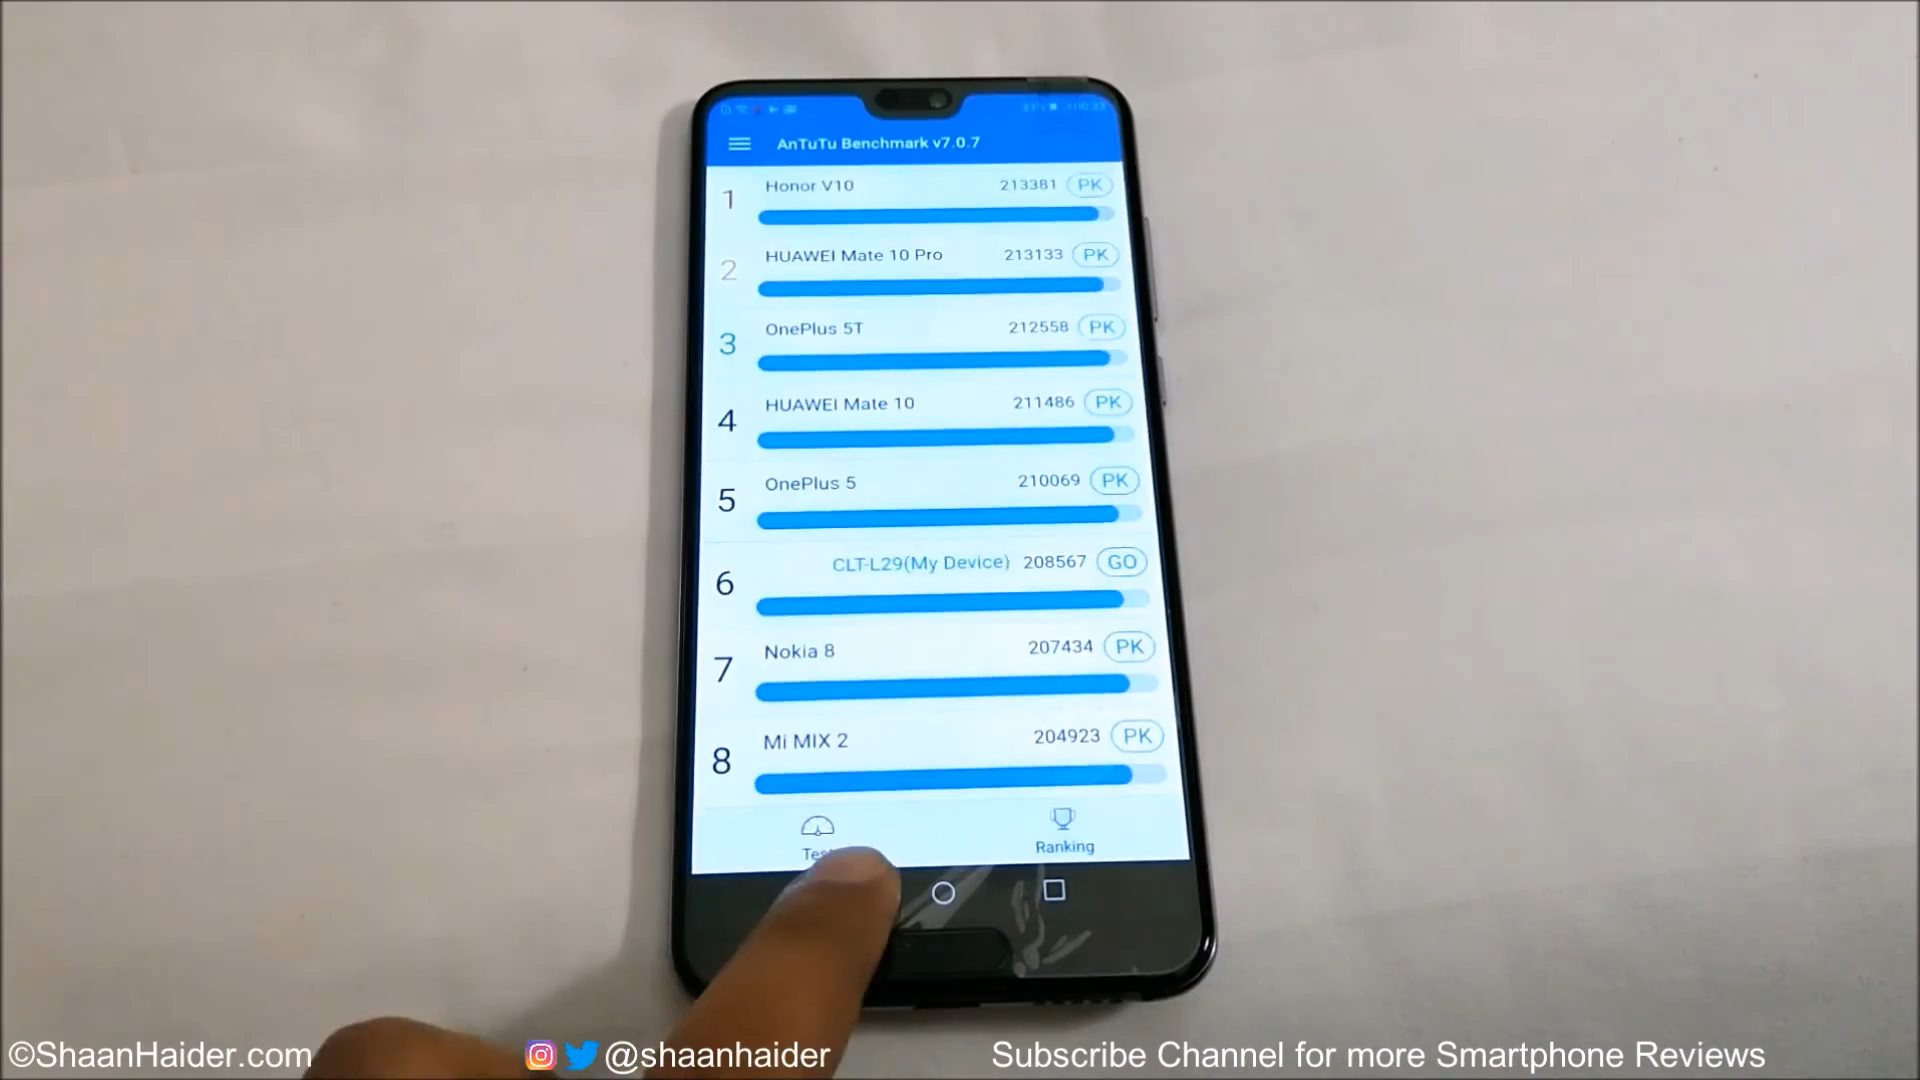 AnTuTu Benchmark v7.0.7
1 Honor V10 213381 PK
2 HUAWEI Mate 10 Pro 213133 PK
3 OnePlus 5T 212558 PK
4 HUAWEI Mate 10 211486 PK
5 OnePlus 5 210069 PK
6 CLT-L29(My Device) 208567 GO
7 Nokia 8 207434 PK
8 Mi MIX 2 204923 PK
Ranking
©ShaanHaider.com @shaanhaider Subscribe Channel for more Smartphone Reviews